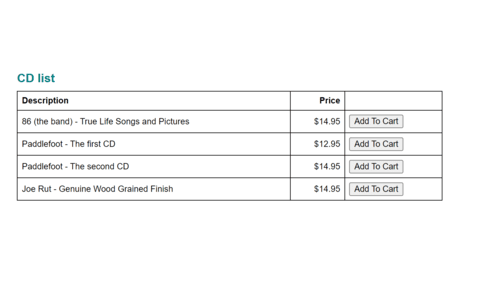 CD list
Description Price
86 (the band) - True Life Songs and Pictures $14.95 Add To Cart
Paddlefoot - The first CD $12.95 Add To Cart
Paddlefoot - The second CD $14.95 Add To Cart
Joe Rut - Genuine Wood Grained Finish $14.95 Add To Cart